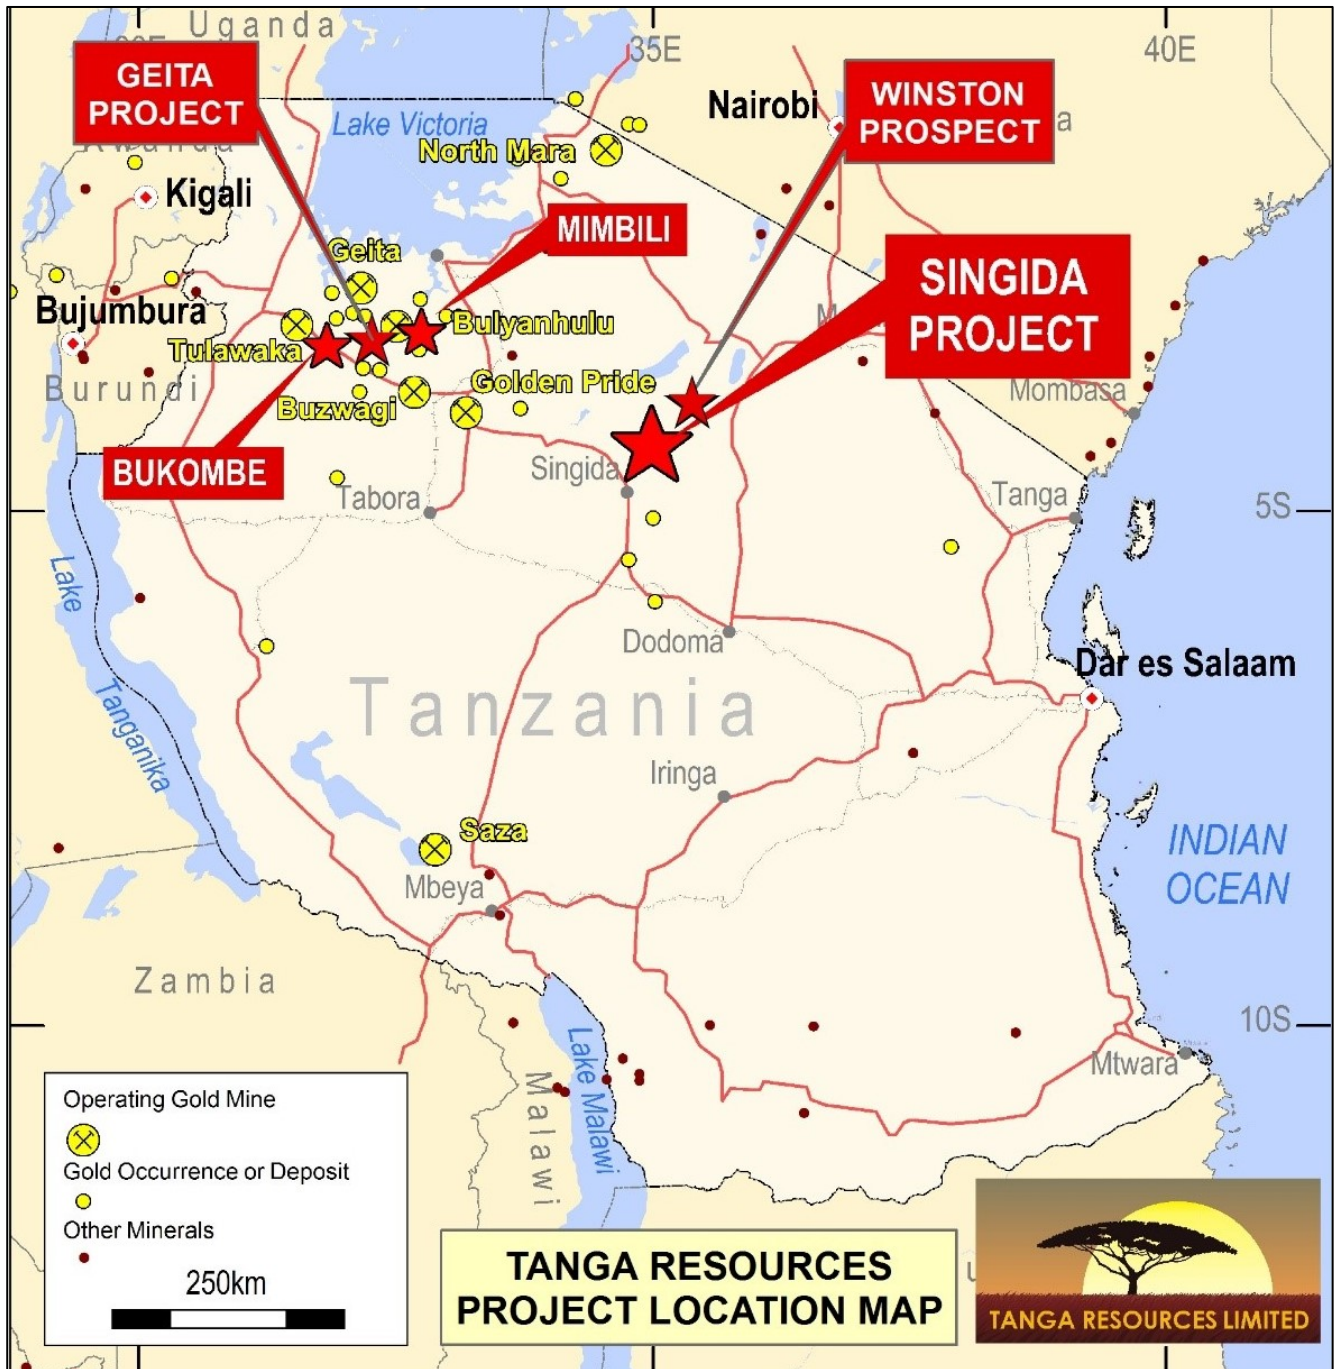 Uganda
35E
40E
GEITA
PROJECT
Nairobi
WINSTON
PROSPECT
Lake Victoria
North Mara
Kigali
MIMBILI
SINGIDA
PROJECT
Geita
Bujumbura
Bulyanhulu
Tulawaka
Burundi
Golden Pride
Buzwagi
Mombasa
BUKOMBE
Singida
Tabora
Tanga
5S
Lake
Tanganika
Dodoma
Dar es Salaam
Tanzania
Iringa
Saza
Mbeya
INDIAN
OCEAN
Zambia
10S
Malawi
Lake Malawi
Mtwara
Operating Gold Mine
Gold Occurrence or Deposit
Other Minerals
250km
TANGA RESOURCES
PROJECT LOCATION MAP
TANGA RESOURCES LIMITED